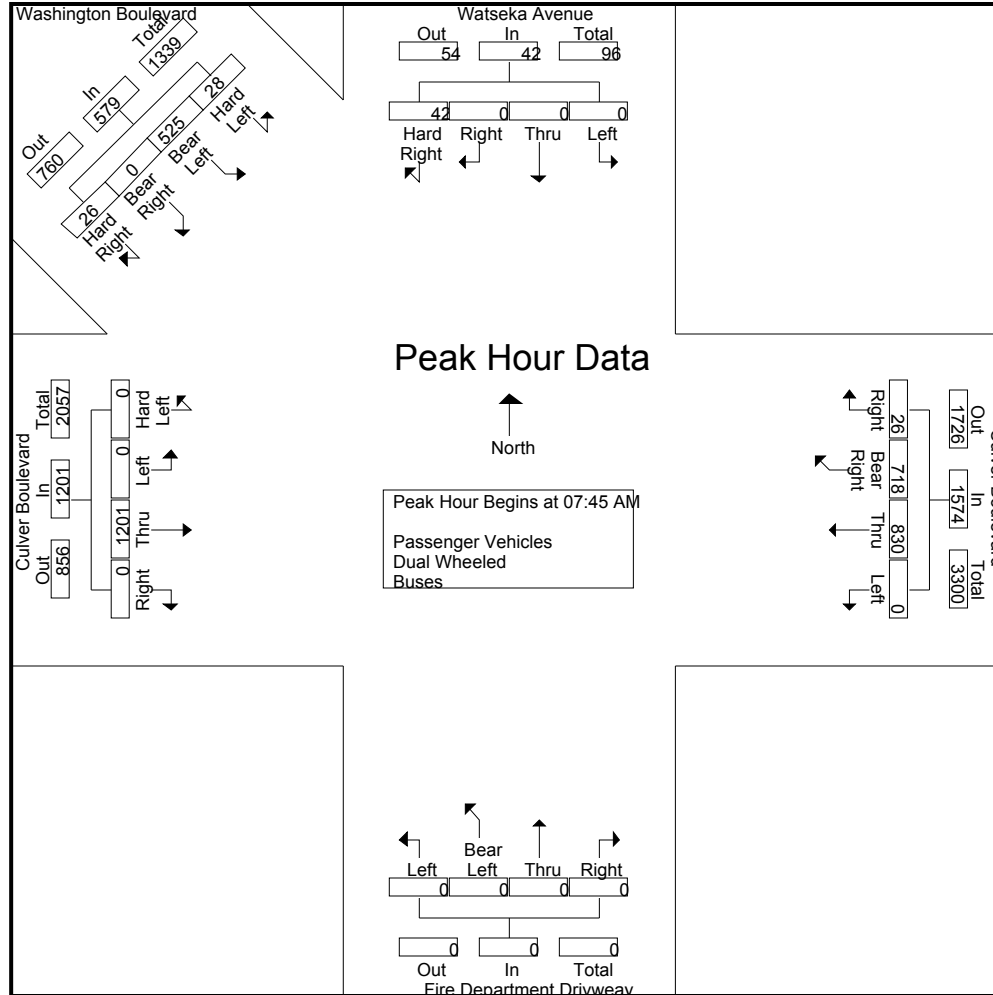 Washington Boulevard
Total
1339
In
579
Out
760
28
Hard
Left
525
Bear
Left
0
Bear
Right
26
Hard
Right
Watseka Avenue
Out In Total
54 42 96
42 0 0 0
Hard
Right Right Thru Left
Peak Hour Data
North
Peak Hour Begins at 07:45 AM
Passenger Vehicles
Dual Wheeled
Buses
Culver Boulevard
Total
2057
In
1201
Out
856
0
Hard
Left
0
Left
1201
Thru
0
Right
Right
26
Bear
Right
718
Thru
830
Left
0
Out
1726
In
1574
Total
3300
Bear
Left Left Thru Right
0 0 0 0
0 0 0
Out In Total
Fire Department Driveway